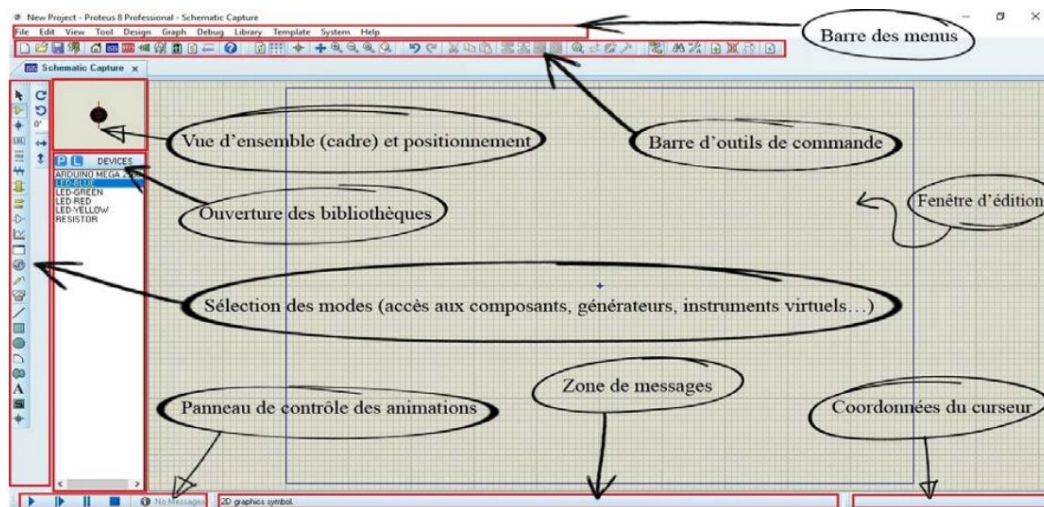 New Project - Proteus 8 Professional - Schematic Capture
File Edit View Tool Design Graph Debug Library Template System Help
Barre des menus
Schematic Capture x
0°
Vue d'ensemble (cadre) et positionnement
Barre d'outils de commande
P L DEVICES
ARDUINO MEGA
LED-BLUE
LED-GREEN
LED-RED
LED-YELLOW
RESISTOR
Ouverture des bibliothèques
Fenêtre d'édition
Sélection des modes (accès aux composants, générateurs, instruments virtuels…)
Zone de messages
Panneau de contrôle des animations
Coordonnées du curseur
No Messages
2D graphics symbol.